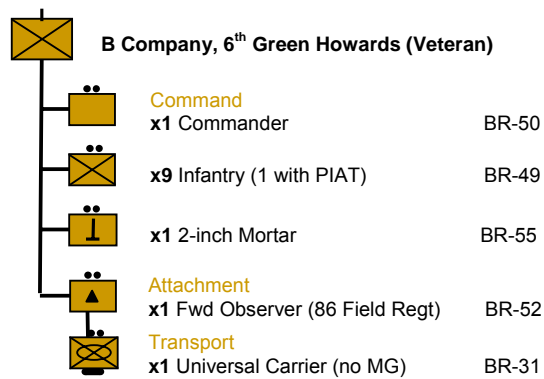 B Company, 6th Green Howards (Veteran)
Command
x1 Commander BR-50
x9 Infantry (1 with PIAT) BR-49
x1 2-inch Mortar BR-55
Attachment
x1 Fwd Observer (86 Field Regt) BR-52
Transport
x1 Universal Carrier (no MG) BR-31